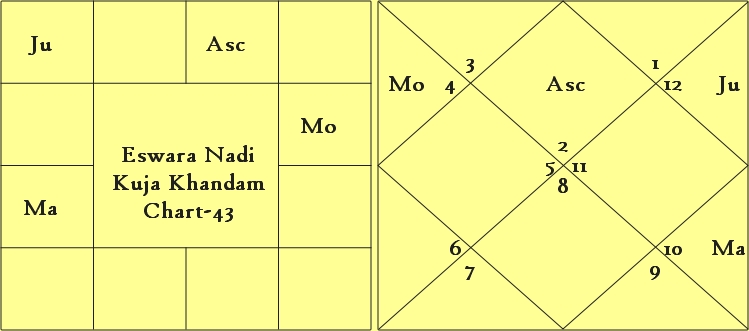 Ju
Asc
Mo
Eswara Nadi
Kuja Khandam
Chart-43
Ma
3
1
Mo
4
Asc
12
Ju
2
5
11
8
6
10
Ma
7
9